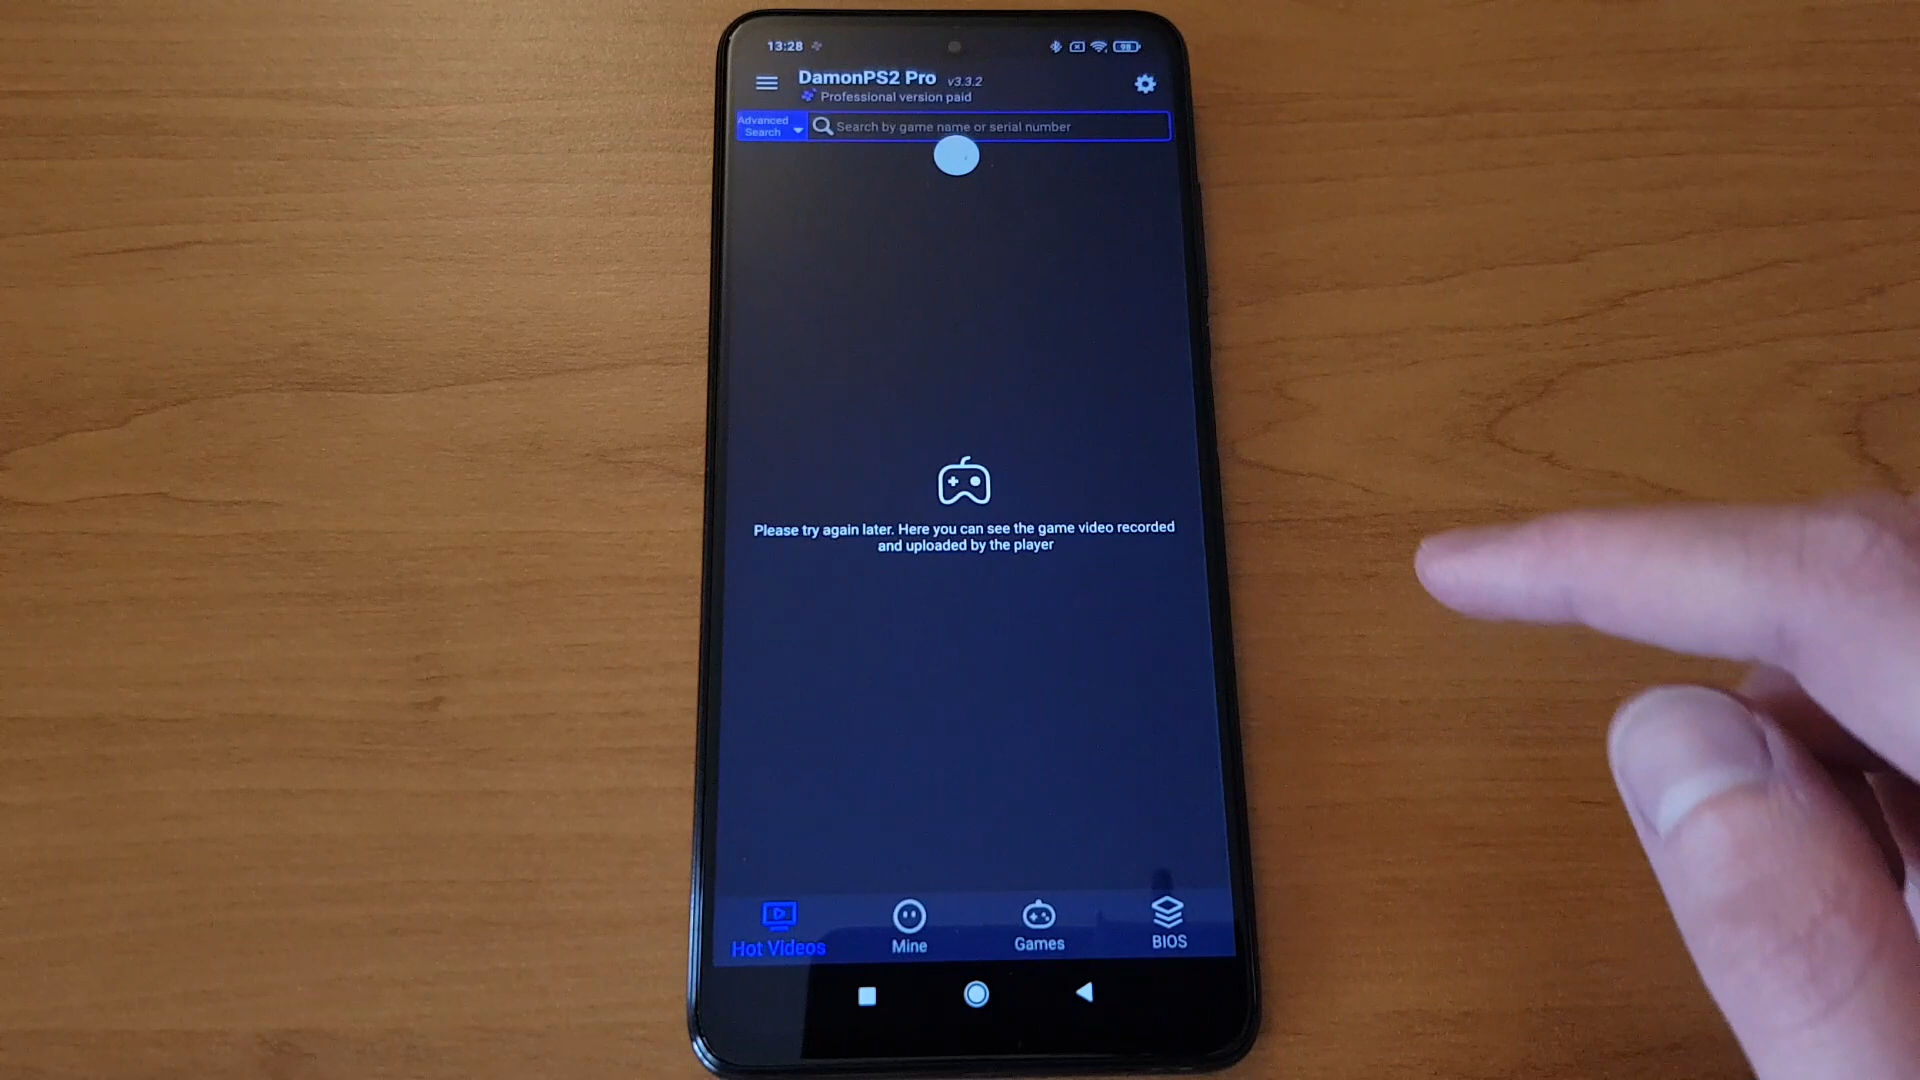 13:28
98
DamonPS2 Pro v3.3.2
Professional version paid
Advanced
Search
Search by game name or serial number
Please try again later. Here you can see the game video recorded
and uploaded by the player
Hot Videos
Mine
Games
BIOS